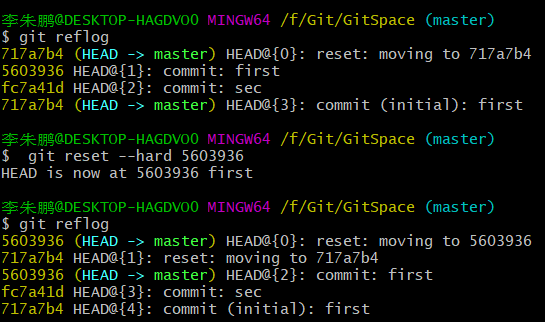 李朱鹏@DESKTOP-HAGDVOO MINGW64 /f/Git/GitSpace (master)
$ git reflog
717a7b4 (HEAD -> master) HEAD@{0}: reset: moving to 717a7b4
5603936 HEAD@{1}: commit: first
fc7a41d HEAD@{2}: commit: sec
717a7b4 (HEAD -> master) HEAD@{3}: commit (initial): first
李朱鹏@DESKTOP-HAGDVOO MINGW64 /f/Git/GitSpace (master)
$  git reset --hard 5603936
HEAD is now at 5603936 first
李朱鹏@DESKTOP-HAGDVOO MINGW64 /f/Git/GitSpace (master)
$ git reflog
5603936 (HEAD -> master) HEAD@{0}: reset: moving to 5603936
717a7b4 HEAD@{1}: reset: moving to 717a7b4
5603936 (HEAD -> master) HEAD@{2}: commit: first
fc7a41d HEAD@{3}: commit: sec
717a7b4 HEAD@{4}: commit (initial): first